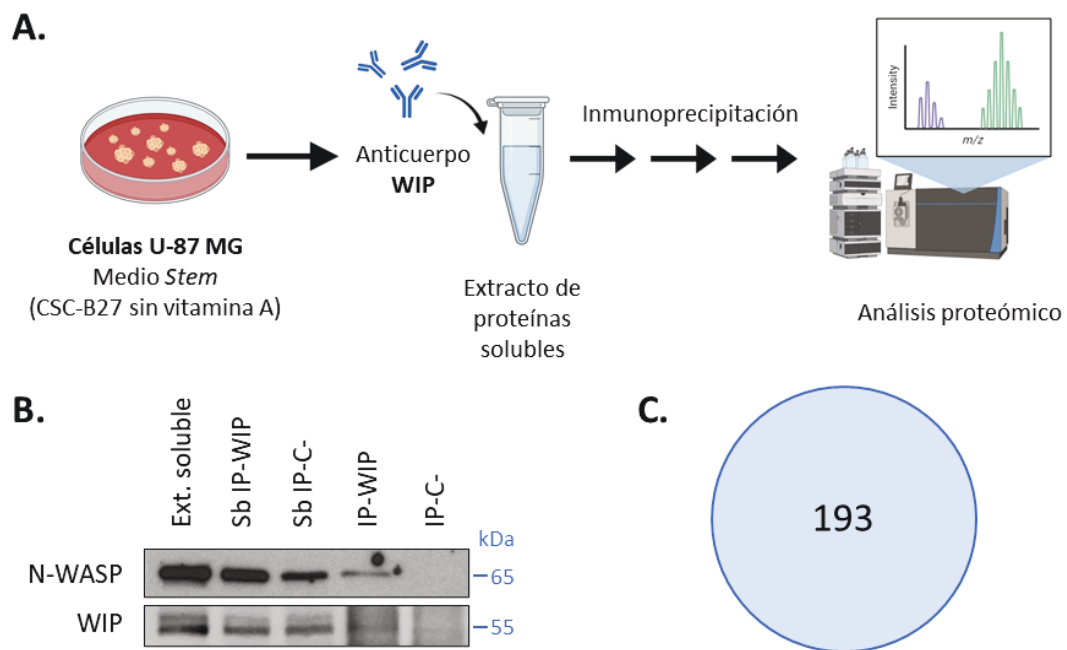 A.
Células U-87 MG
Medio Stem
(CSC-B27 sin vitamina A)
Anticuerpo
WIP
Extracto de
proteínas
solubles
Inmunoprecipitación
Intensity
m/z
Análisis proteómico
B.
Ext. soluble
Sb IP-WIP
Sb IP-C-
IP-WIP
IP-C-
kDa
N-WASP
65
WIP
55
C.
193